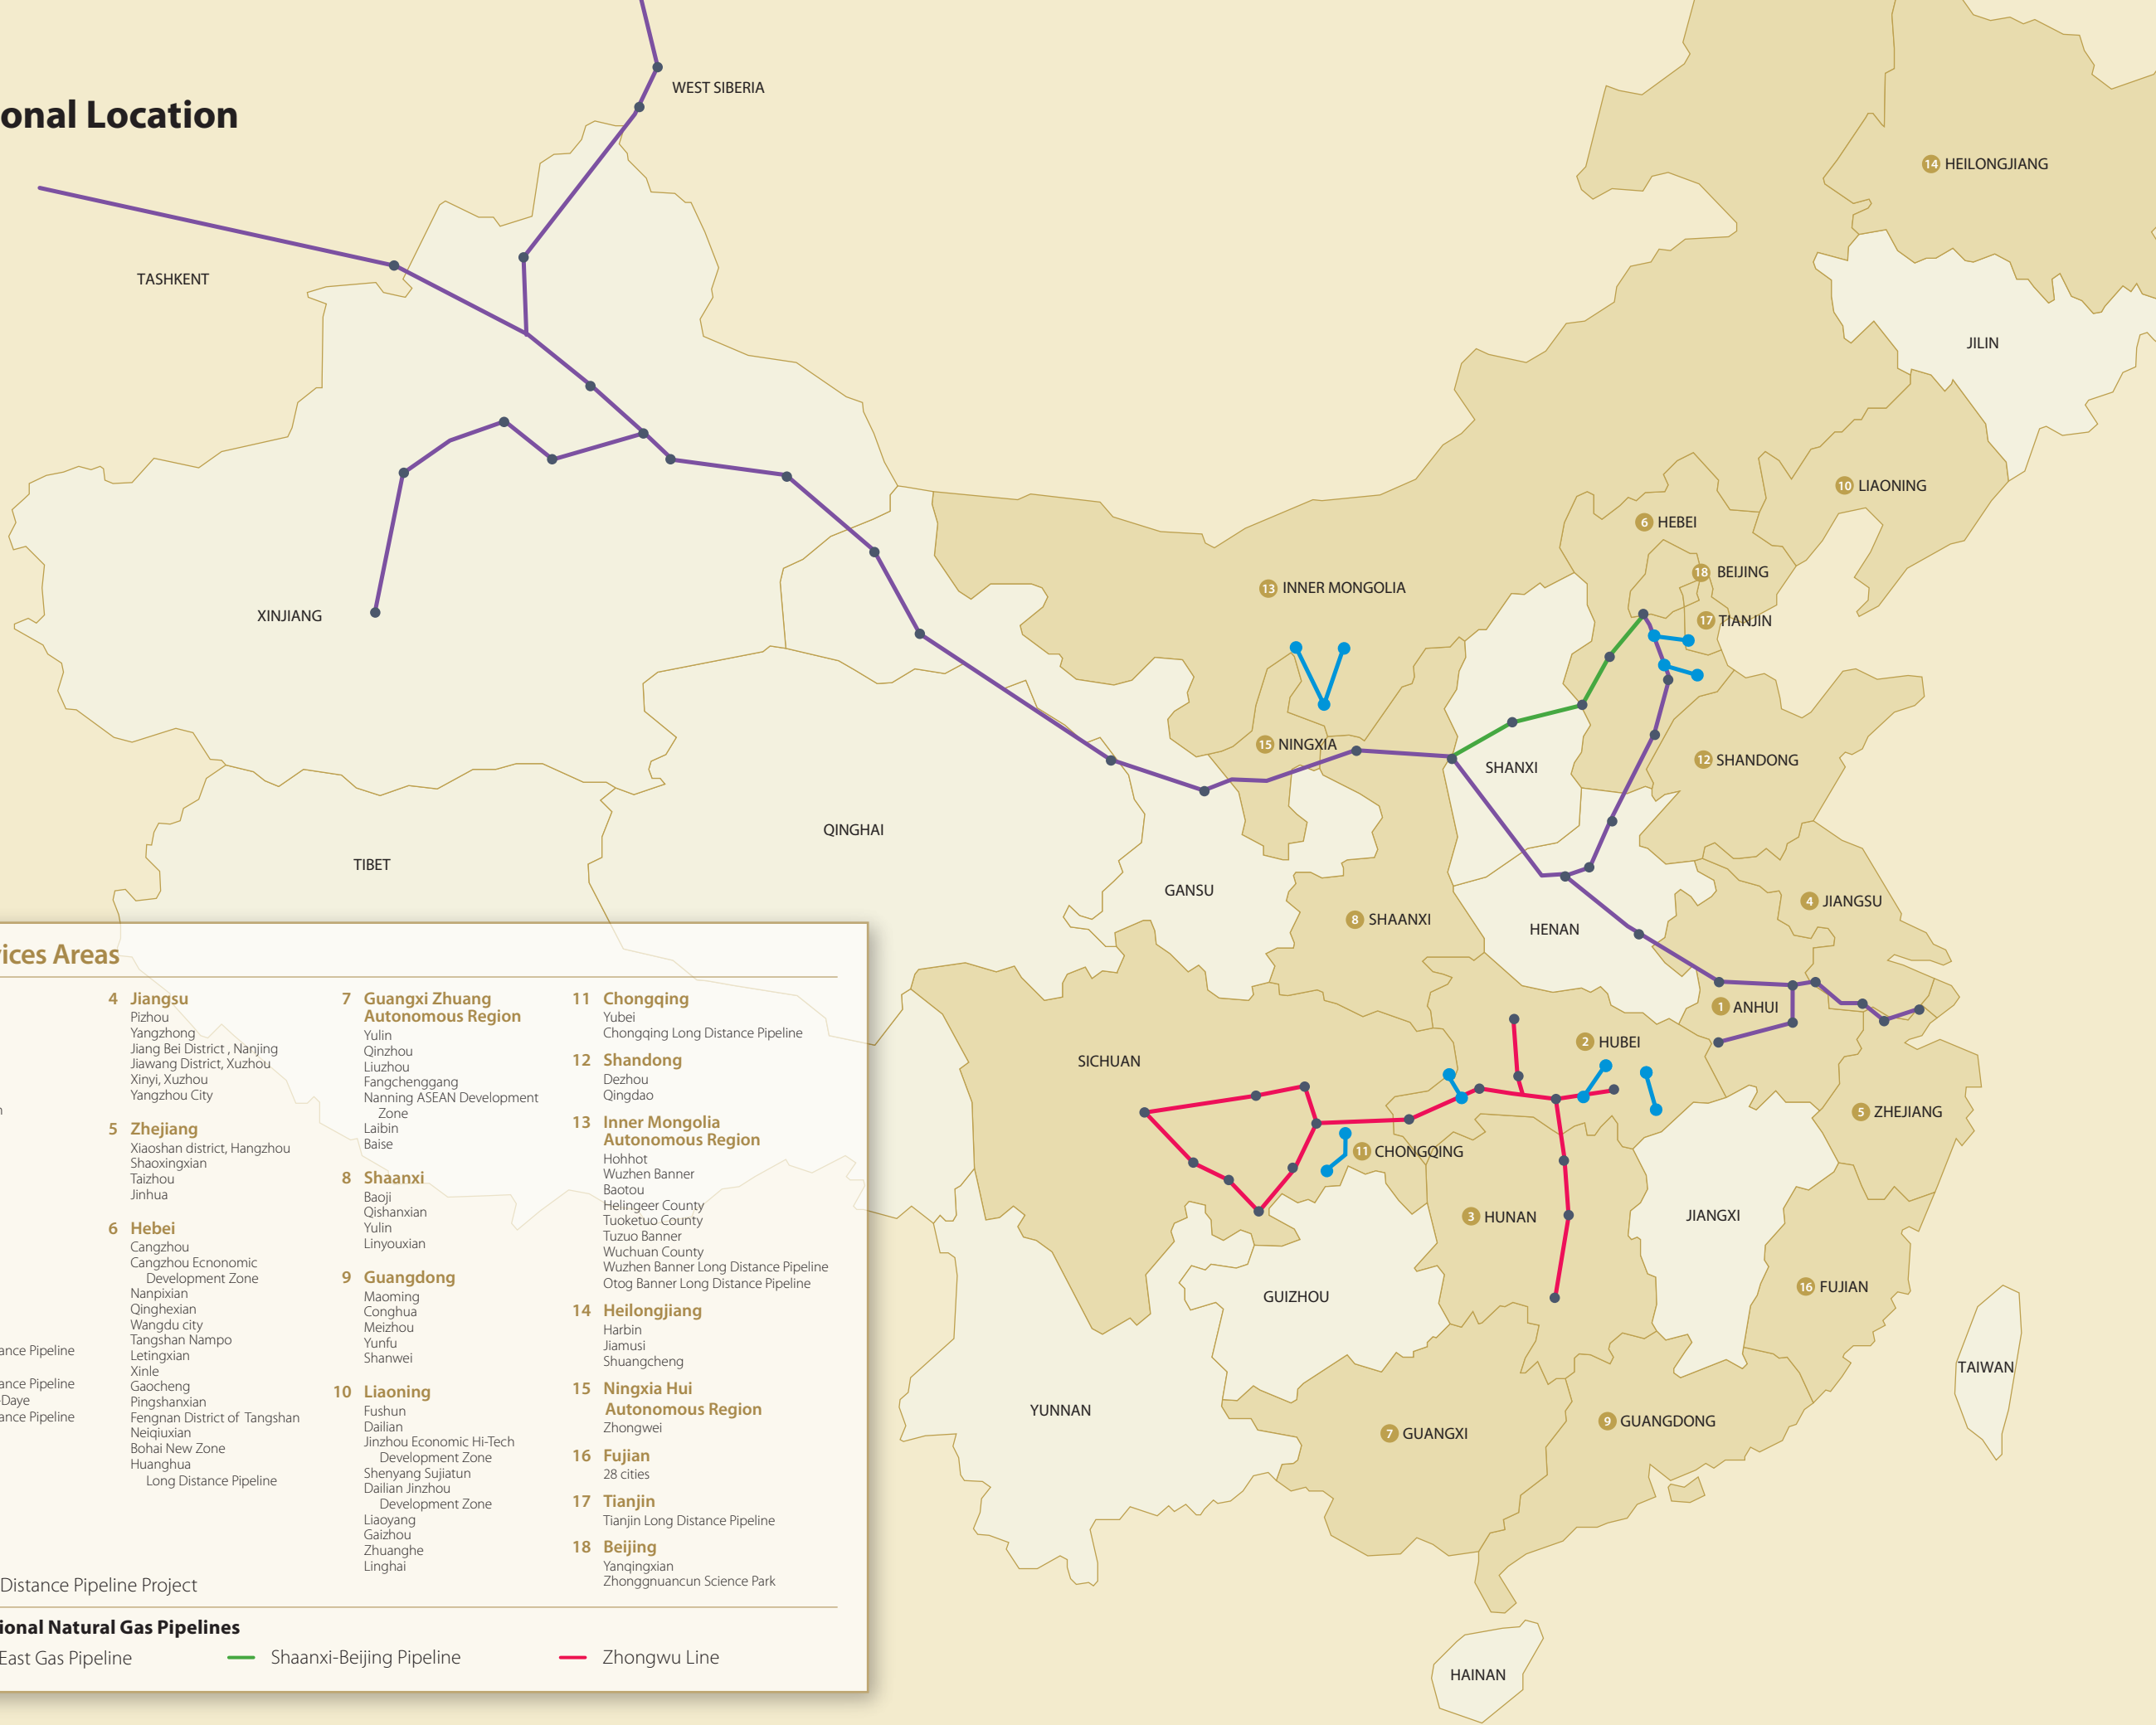 onal Location
WEST SIBERIA
TASHKENT
14 HEILONGJIANG
JILIN
10 LIAONING
6 HEBEI
18 BEIJING
17 TIANJIN
13 INNER MONGOLIA
XINJIANG
15 NINGXIA
SHANXI
12 SHANDONG
QINGHAI
TIBET
GANSU
8 SHAANXI
HENAN
4 JIANGSU
1 ANHUI
2 HUBEI
SICHUAN
5 ZHEJIANG
11 CHONGQING
3 HUNAN
JIANGXI
GUIZHOU
16 FUJIAN
TAIWAN
YUNNAN
7 GUANGXI
9 GUANGDONG
HAINAN
ices Areas
n
ance Pipeline
ance Pipeline
-Daye
ance Pipeline
4 Jiangsu
Pizhou
Yangzhong
Jiang Bei District , Nanjing
Jiawang District, Xuzhou
Xinyi, Xuzhou
Yangzhou City
5 Zhejiang
Xiaoshan district, Hangzhou
Shaoxingxian
Taizhou
Jinhua
6 Hebei
Cangzhou
Cangzhou Ecnonomic
Development Zone
Nanpixian
Qinghexian
Wangdu city
Tangshan Nampo
Letingxian
Xinle
Gaocheng
Pingshanxian
Fengnan District of Tangshan
Neiqiuxian
Bohai New Zone
Huanghua
Long Distance Pipeline
7 Guangxi Zhuang
Autonomous Region
Yulin
Qinzhou
Liuzhou
Fangchenggang
Nanning ASEAN Development
Zone
Laibin
Baise
8 Shaanxi
Baoji
Qishanxian
Yulin
Linyouxian
9 Guangdong
Maoming
Conghua
Meizhou
Yunfu
Shanwei
10 Liaoning
Fushun
Dailian
Jinzhou Economic Hi-Tech
Development Zone
Shenyang Sujiatun
Dailian Jinzhou
Development Zone
Liaoyang
Gaizhou
Zhuanghe
Linghai
11 Chongqing
Yubei
Chongqing Long Distance Pipeline
12 Shandong
Dezhou
Qingdao
13 Inner Mongolia
Autonomous Region
Hohhot
Wuzhen Banner
Baotou
Helingeer County
Tuoketuo County
Tuzuo Banner
Wuchuan County
Wuzhen Banner Long Distance Pipeline
Otog Banner Long Distance Pipeline
14 Heilongjiang
Harbin
Jiamusi
Shuangcheng
15 Ningxia Hui
Autonomous Region
Zhongwei
16 Fujian
28 cities
17 Tianjin
Tianjin Long Distance Pipeline
18 Beijing
Yanqingxian
Zhonggnuancun Science Park
Distance Pipeline Project
ional Natural Gas Pipelines
East Gas Pipeline
Shaanxi-Beijing Pipeline
Zhongwu Line